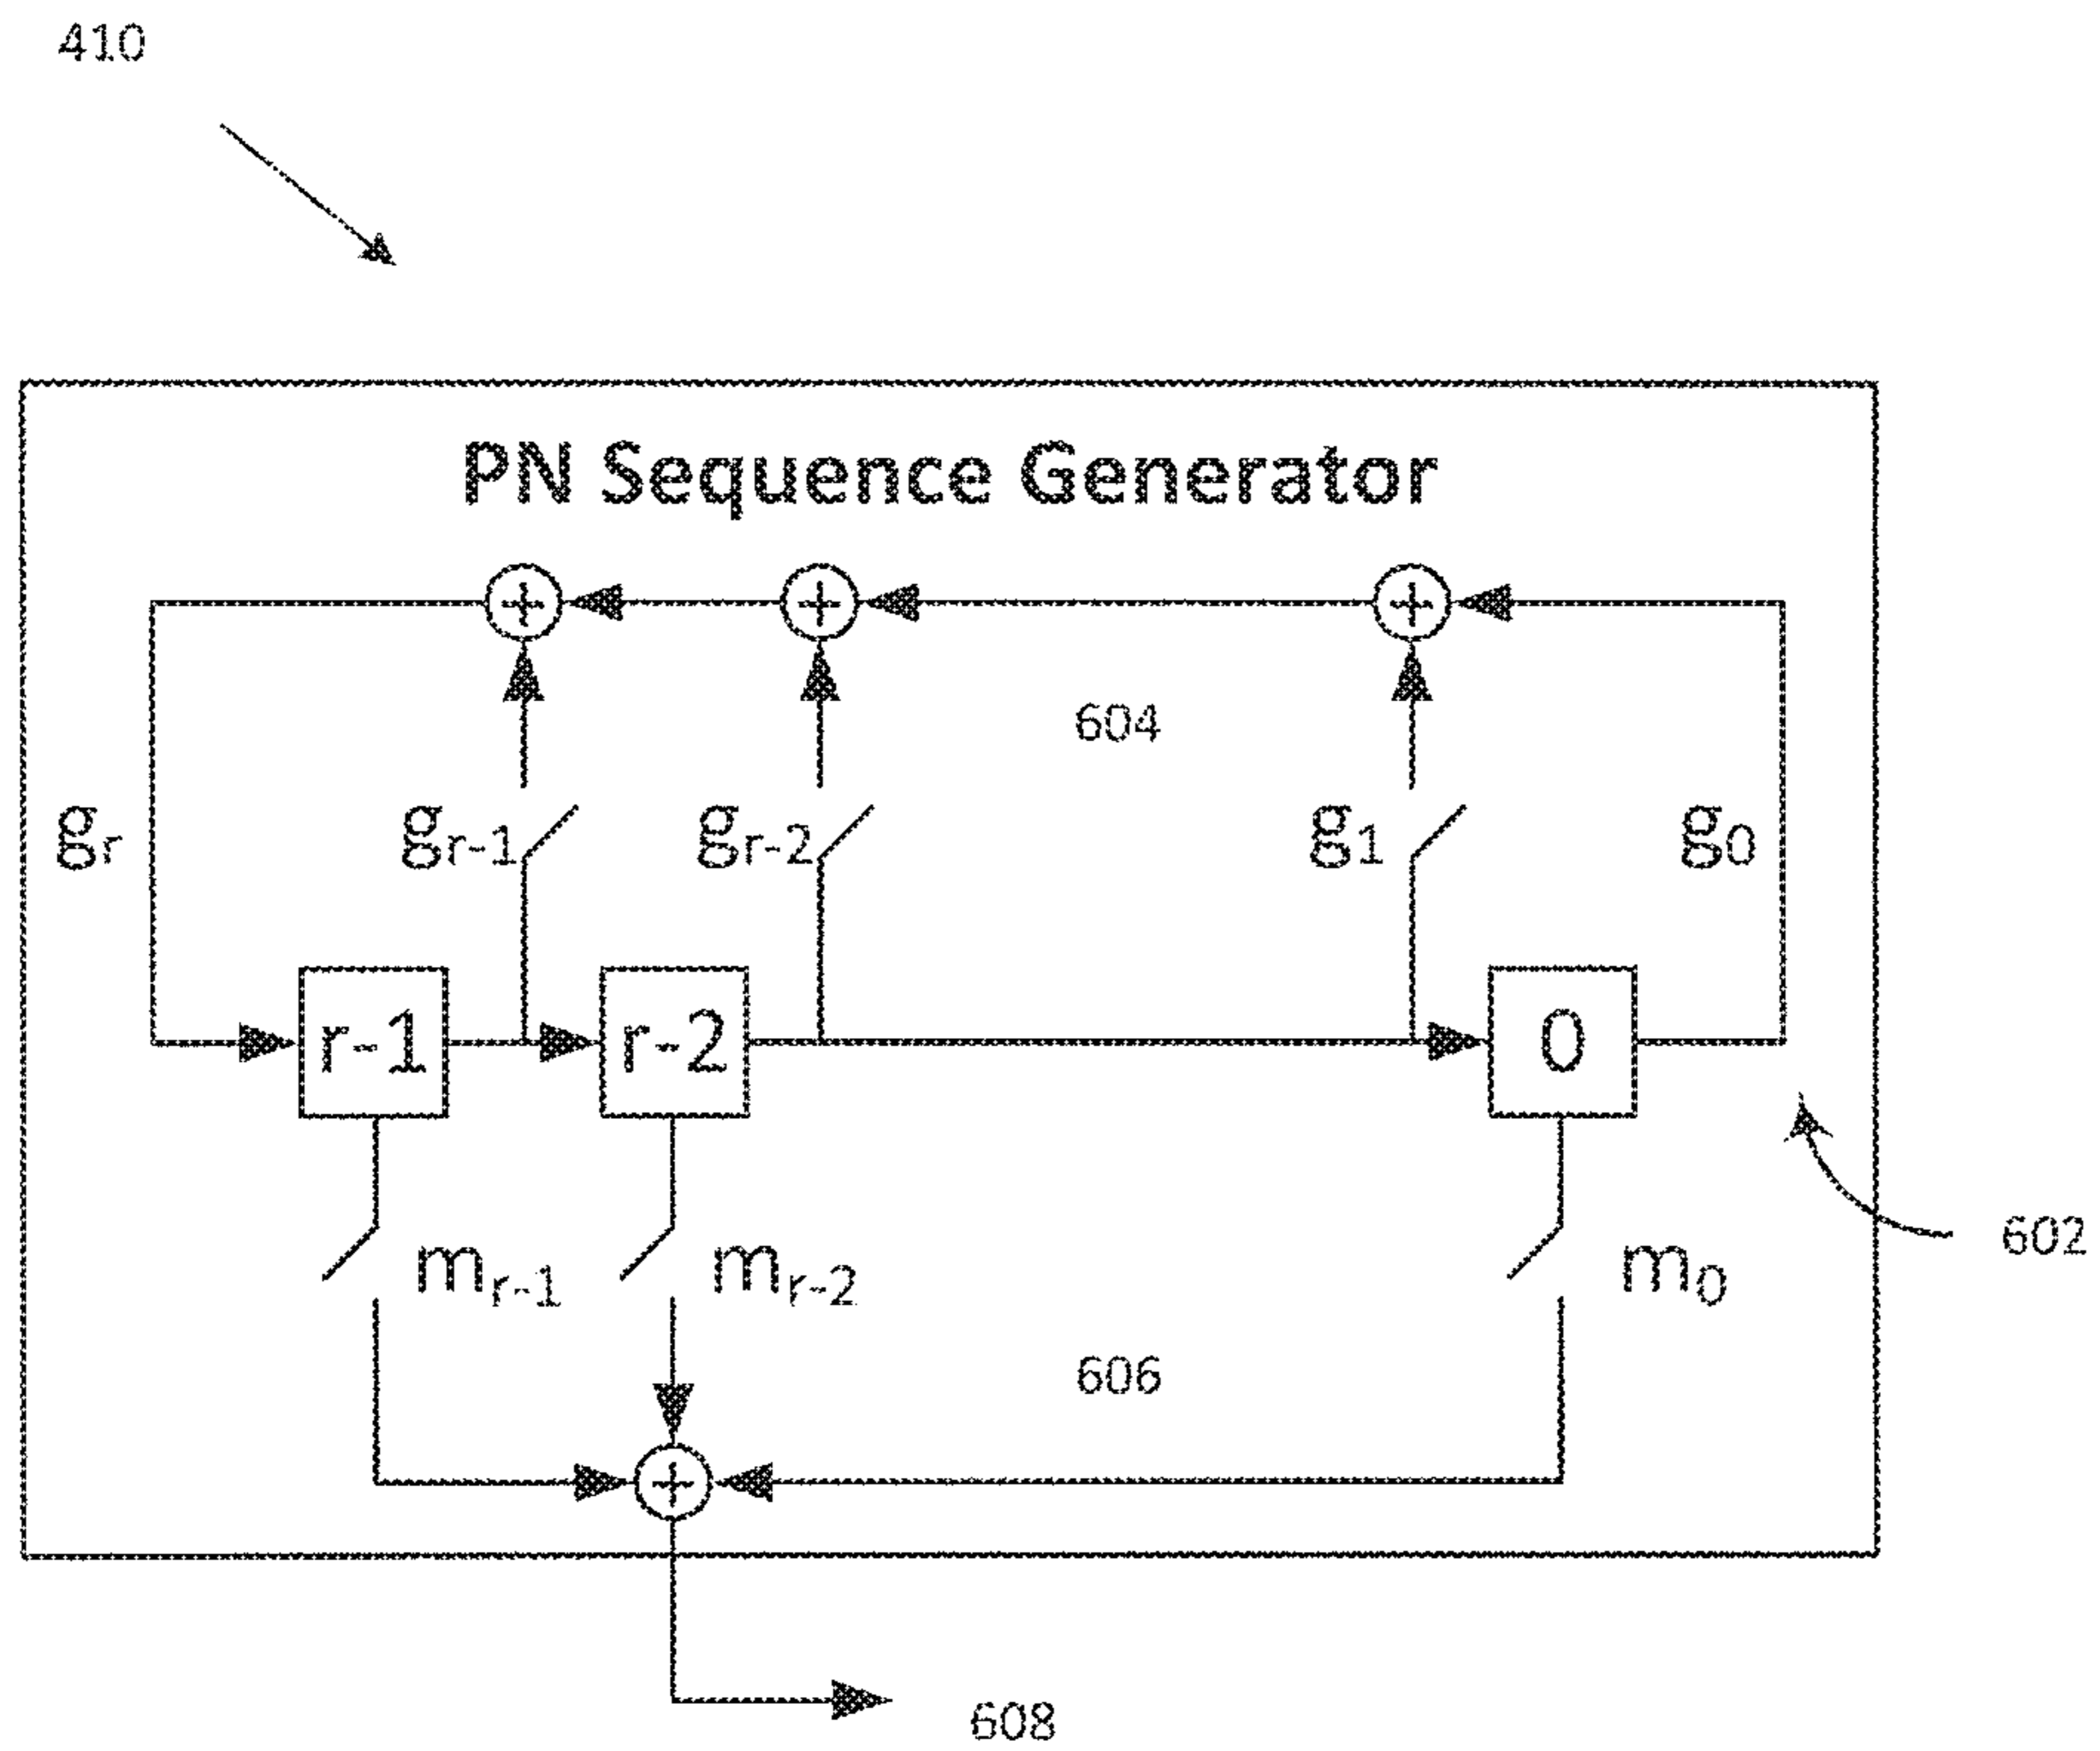 410
PN Sequence Generator
604
gr gr-1 gr-2 g1 g0
r-1 r-2 0
602
mr-1 mr-2 m0
606
608